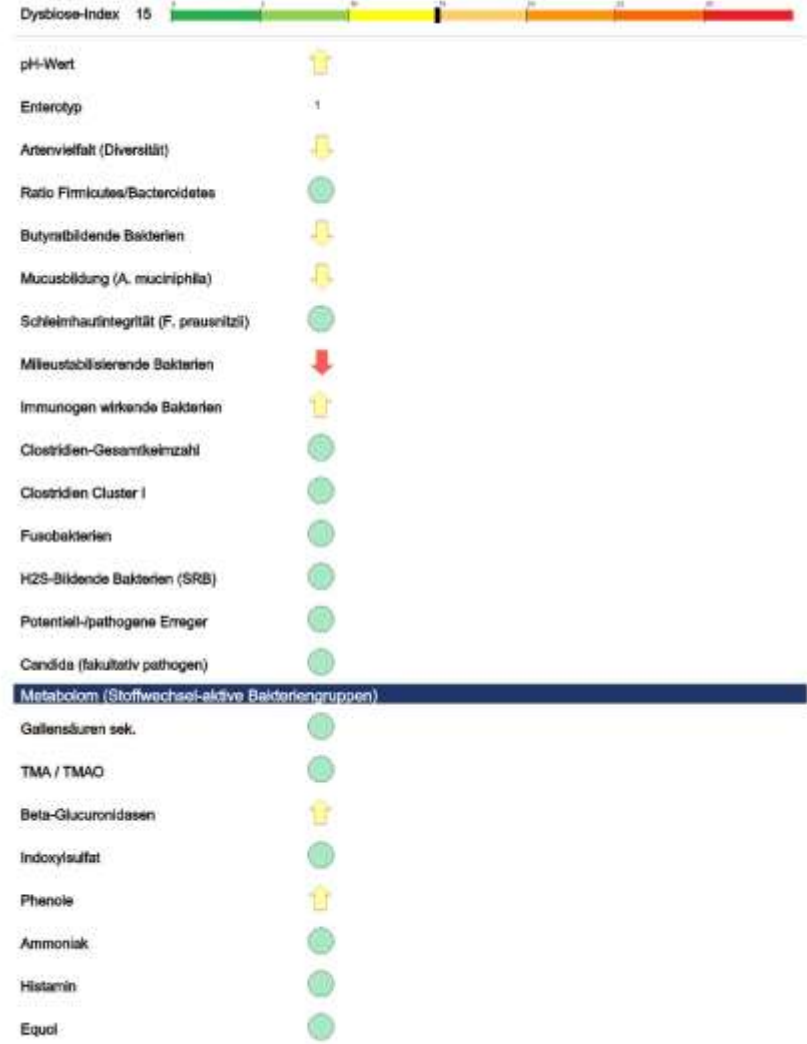 Dysbiose-Index 15
pH-Wert
Enterotyp 1
Artenvielfalt (Diversität)
Ratio Firmicutes/Bacteroidetes
Butyratbildende Bakterien
Mucusbildung (A. muciniphila)
Schleimhautintegrität (F. prausnitzii)
Milieustabilisierende Bakterien
Immunogen wirkende Bakterien
Clostridien-Gesamtkeimzahl
Clostridien Cluster I
Fusobakterien
H2S-Bildende Bakterien (SRB)
Potentiell-/pathogene Erreger
Candida (fakultativ pathogen)
Metabolom (Stoffwechsel-aktive Bakteriengruppen)
Gallensäuren sek.
TMA / TMAO
Beta-Glucuronidasen
Indoxylsulfat
Phenole
Ammoniak
Histamin
Equol